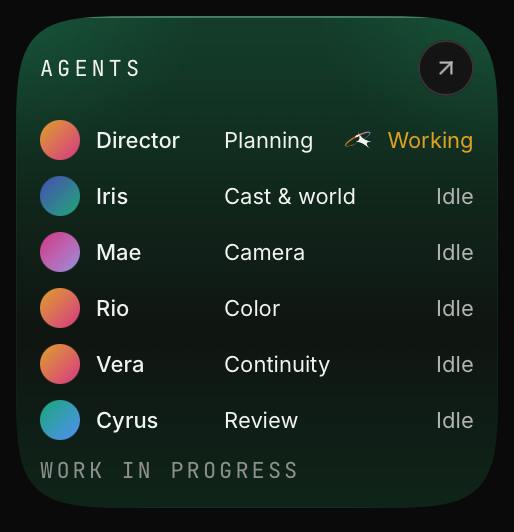 AGENTS
Director Planning Working
Iris Cast & world Idle
Mae Camera Idle
Rio Color Idle
Vera Continuity Idle
Cyrus Review Idle
WORK IN PROGRESS